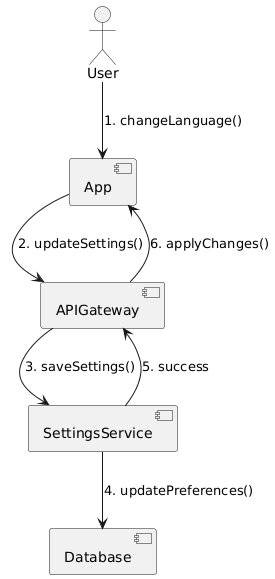 User
1. changeLanguage()
App
2. updateSettings()
6. applyChanges()
APIGateway
3. saveSettings()
5. success
SettingsService
4. updatePreferences()
Database